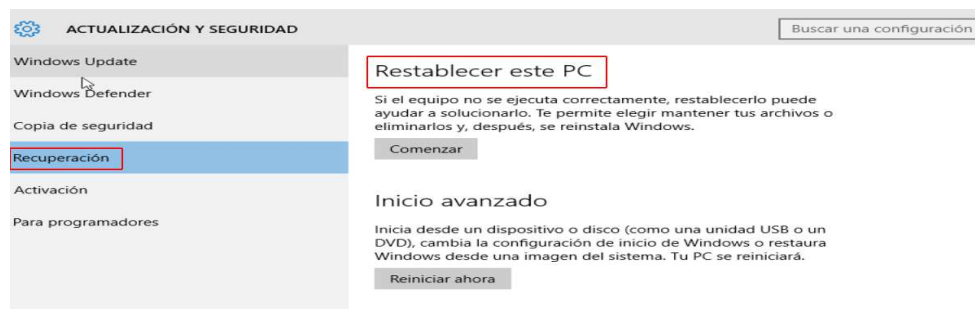 ACTUALIZACIÓN Y SEGURIDAD
Buscar una configuración
Windows Update
Windows Defender
Copia de seguridad
Recuperación
Activación
Para programadores
Restablecer este PC
Si el equipo no se ejecuta correctamente, restablecerlo puede
ayudar a solucionarlo. Te permite elegir mantener tus archivos o
eliminarlos y, después, se reinstala Windows.
Comenzar
Inicio avanzado
Inicia desde un dispositivo o disco (como una unidad USB o un
DVD), cambia la configuración de inicio de Windows o restaura
Windows desde una imagen del sistema. Tu PC se reiniciará.
Reiniciar ahora